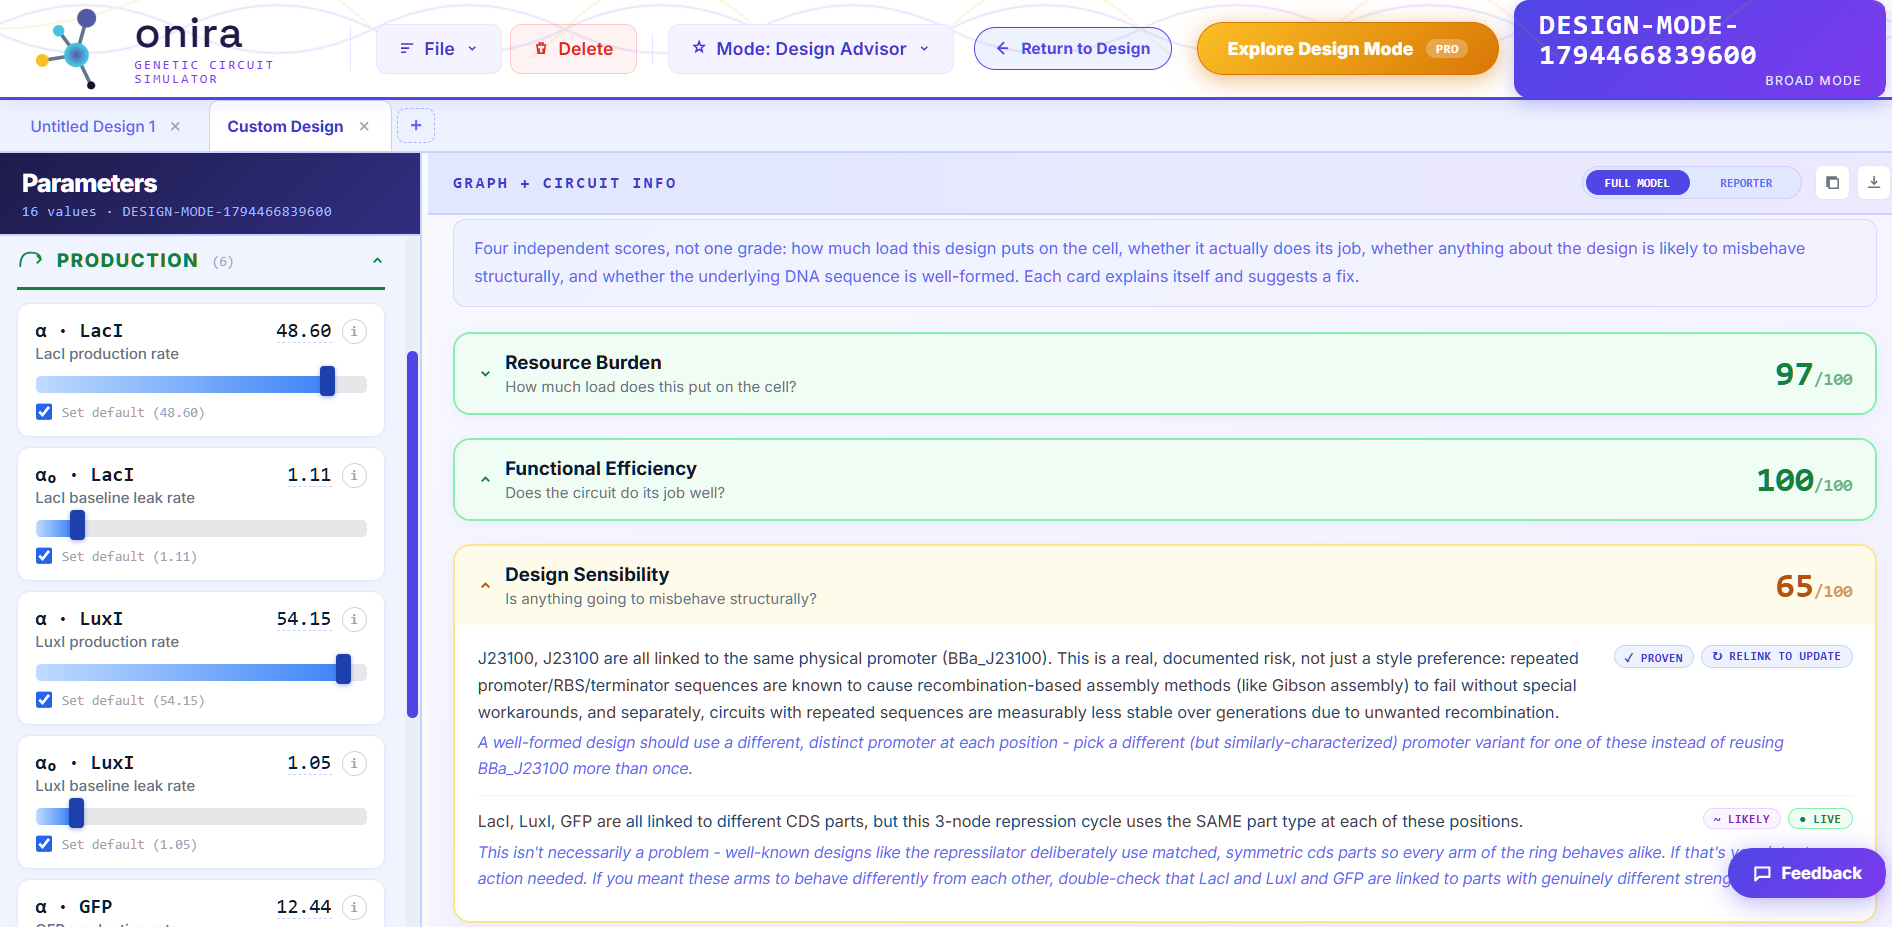 onira
GENETIC CIRCUIT
SIMULATOR
File
Delete
Mode: Design Advisor
Return to Design
Explore Design Mode PRO
DESIGN-MODE-
1794466839600
BROAD MODE
Untitled Design 1 ×
Custom Design ×
+
Parameters
16 values · DESIGN-MODE-1794466839600
GRAPH + CIRCUIT INFO
FULL MODEL
REPORTER
PRODUCTION (6)
α · LacI 48.60 i
LacI production rate
Set default (48.60)
α₀ · LacI 1.11 i
LacI baseline leak rate
Set default (1.11)
α · LuxI 54.15 i
LuxI production rate
Set default (54.15)
α₀ · LuxI 1.05 i
LuxI baseline leak rate
Set default (1.05)
α · GFP 12.44 i
Four independent scores, not one grade: how much load this design puts on the cell, whether it actually does its job, whether anything about the design is likely to misbehave
structurally, and whether the underlying DNA sequence is well-formed. Each card explains itself and suggests a fix.
Resource Burden
How much load does this put on the cell?
97/100
Functional Efficiency
Does the circuit do its job well?
100/100
Design Sensibility
Is anything going to misbehave structurally?
65/100
J23100, J23100 are all linked to the same physical promoter (BBa_J23100). This is a real, documented risk, not just a style preference: repeated
promoter/RBS/terminator sequences are known to cause recombination-based assembly methods (like Gibson assembly) to fail without special
workarounds, and separately, circuits with repeated sequences are measurably less stable over generations due to unwanted recombination.
✓ PROVEN
↻ RELINK TO UPDATE
A well-formed design should use a different, distinct promoter at each position - pick a different (but similarly-characterized) promoter variant for one of these instead of reusing
BBa_J23100 more than once.
LacI, LuxI, GFP are all linked to different CDS parts, but this 3-node repression cycle uses the SAME part type at each of these positions.
~ LIKELY
● LIVE
This isn't necessarily a problem - well-known designs like the repressilator deliberately use matched, symmetric cds parts so every arm of the ring behaves alike. If that's
action needed. If you meant these arms to behave differently from each other, double-check that LacI and LuxI and GFP are linked to parts with genuinely different
Feedback